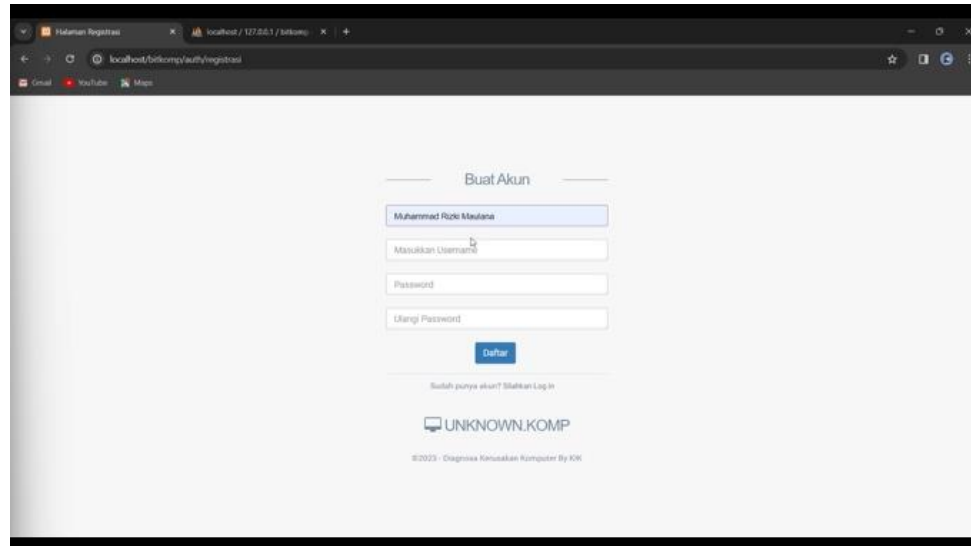 Halaman Registrasi
localhost / 127.0.0.1 / bitkomp
localhost/bitkomp/auth/registrasi
Gmail YouTube Maps
Buat Akun
Muhammad Rizki Maulana
Masukkan Username
Password
Ulangi Password
Daftar
Sudah punya akun? Silahkan Log in
UNKNOWN.KOMP
©2023 - Diagnosa Kerusakan Komputer By